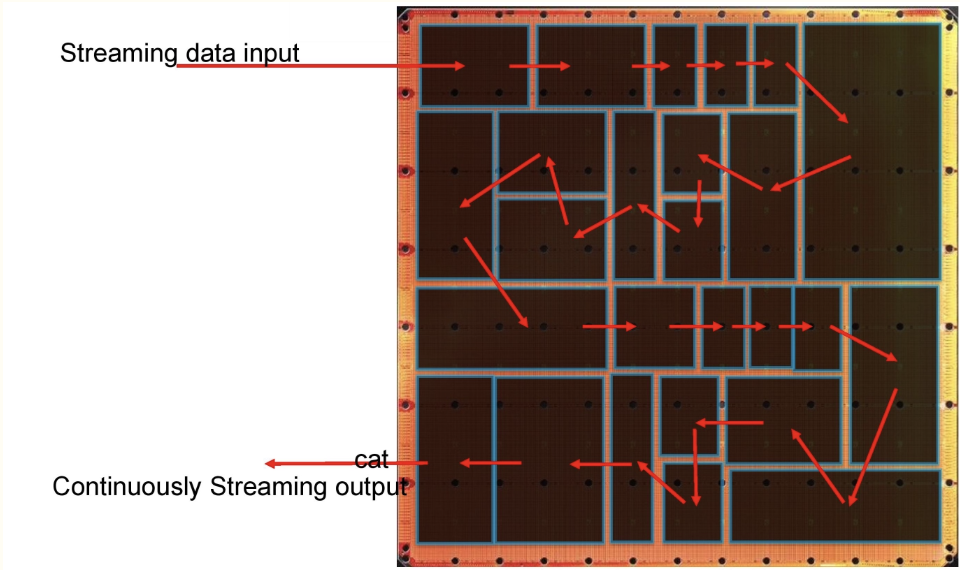 Streaming data input
cat
Continuously Streaming output